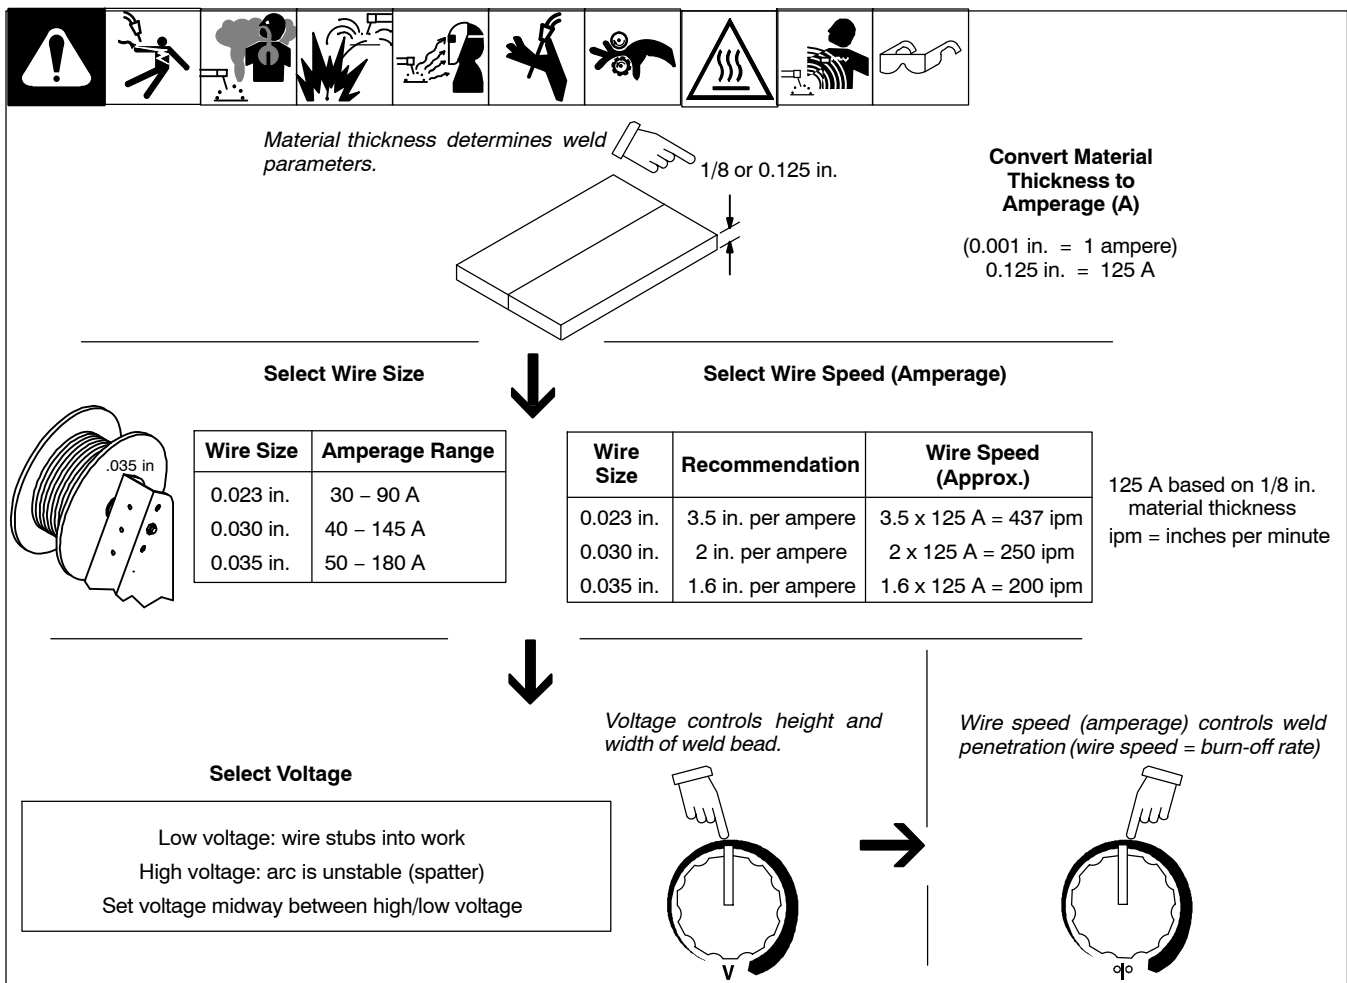 Material thickness determines weld
parameters.
1/8 or 0.125 in.
Convert Material
Thickness to
Amperage (A)
(0.001 in. = 1 ampere)
0.125 in. = 125 A
Select Wire Size
.035 in
Wire Size Amperage Range
0.023 in. 30 – 90 A
0.030 in. 40 – 145 A
0.035 in. 50 – 180 A
Select Wire Speed (Amperage)
Wire Size Recommendation Wire Speed (Approx.)
0.023 in. 3.5 in. per ampere 3.5 x 125 A = 437 ipm
0.030 in. 2 in. per ampere 2 x 125 A = 250 ipm
0.035 in. 1.6 in. per ampere 1.6 x 125 A = 200 ipm
125 A based on 1/8 in.
material thickness
ipm = inches per minute
Select Voltage
Low voltage: wire stubs into work
High voltage: arc is unstable (spatter)
Set voltage midway between high/low voltage
Voltage controls height and
width of weld bead.
V
Wire speed (amperage) controls weld
penetration (wire speed = burn-off rate)